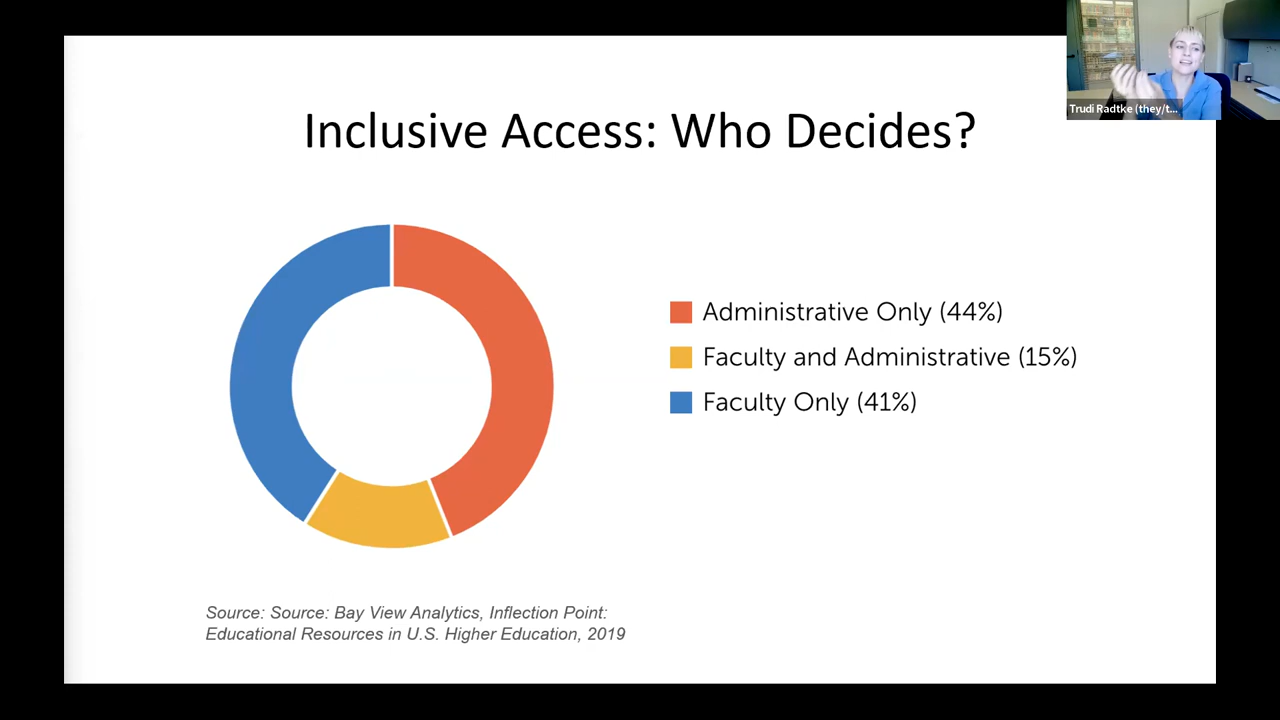 Trudi Radtke (they/t...
Inclusive Access: Who Decides?
Administrative Only (44%)
Faculty and Administrative (15%)
Faculty Only (41%)
Source: Source: Bay View Analytics, Inflection Point:
Educational Resources in U.S. Higher Education, 2019